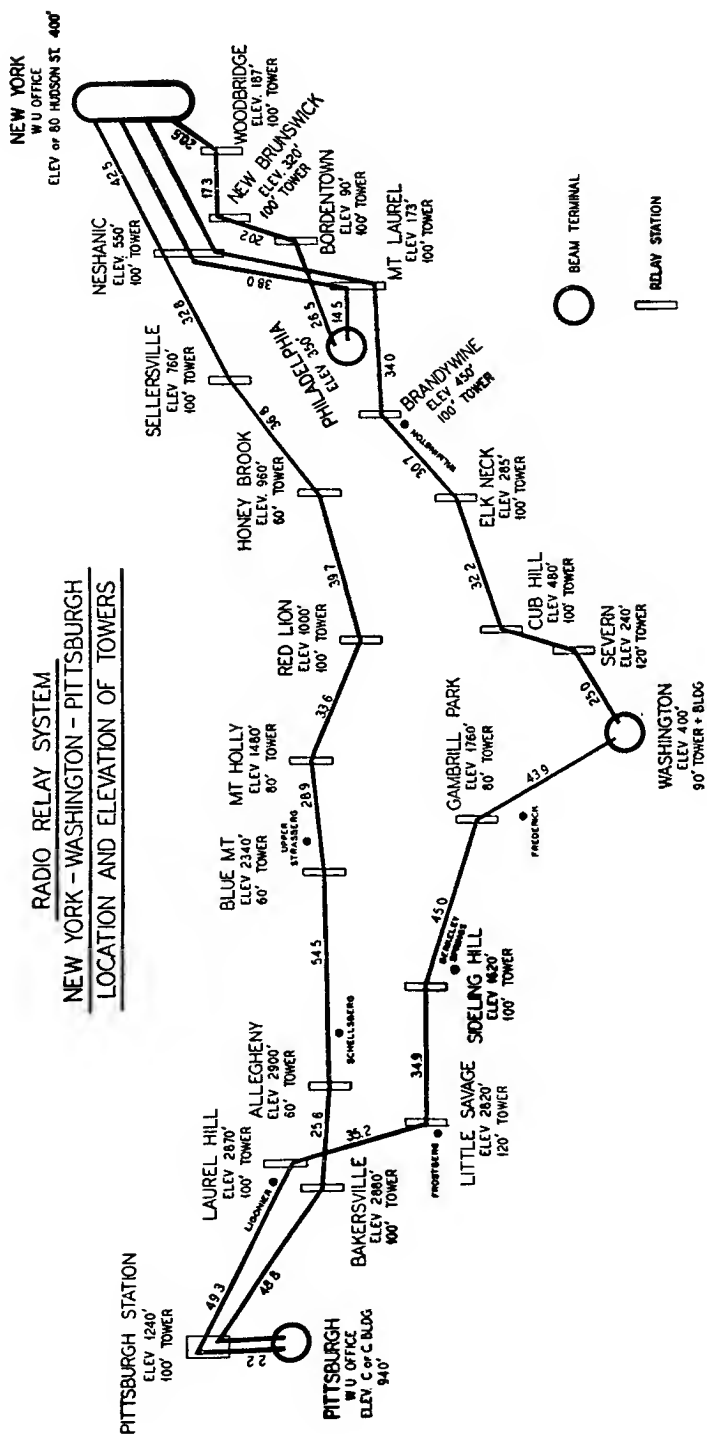 RADIO RELAY SYSTEM
NEW YORK - WASHINGTON - PITTSBURGH
LOCATION AND ELEVATION OF TOWERS
NEW YORK
W U OFFICE
ELEV OF 80 HUDSON ST. 400'
42.5
20.5
WOODBRIDGE
ELEV. 187'
100' TOWER
17.3
NEW BRUNSWICK
ELEV. 320'
100' TOWER
20.2
BORDENTOWN
ELEV 90'
100' TOWER
NESHANIC
ELEV. 550'
100' TOWER
38.0
26.5
14.5
MT LAUREL
ELEV 173'
100' TOWER
PHILADELPHIA
ELEV 350'
32.8
SELLERSVILLE
ELEV 760'
100' TOWER
36.8
HONEY BROOK
ELEV. 960'
60' TOWER
39.7
RED LION
ELEV 1000'
100' TOWER
33.6
MT HOLLY
ELEV 1480'
80' TOWER
28.9
UPPER
STRASBERG
BLUE MT
ELEV 2340'
60' TOWER
54.5
SCHELLSBERG
ALLEGHENY
ELEV 2900'
60' TOWER
25.6
LAUREL HILL
ELEV 2870'
100' TOWER
LIGONIER
BAKERSVILLE
ELEV 2880'
100' TOWER
49.3
48.8
PITTSBURGH STATION
ELEV 1240'
100' TOWER
2.2
PITTSBURGH
W U OFFICE
ELEV. C OF C BLDG
940'
34.0
BRANDYWINE
ELEV 450'
100' TOWER
WILMINGTON
30.7
ELK NECK
ELEV 285'
100' TOWER
32.2
CUB HILL
ELEV 480'
100' TOWER
SEVERN
ELEV 240'
120' TOWER
25.0
WASHINGTON
ELEV 400'
90' TOWER + BLDG
43.9
FREDERICK
GAMBRILL PARK
ELEV 1760'
80' TOWER
45.0
BERKELEY
SPRINGS
SIDELING HILL
ELEV 1620'
100' TOWER
34.9
LITTLE SAVAGE
ELEV 2820'
120' TOWER
FROSTBERG
BEAM TERMINAL
RELAY STATION